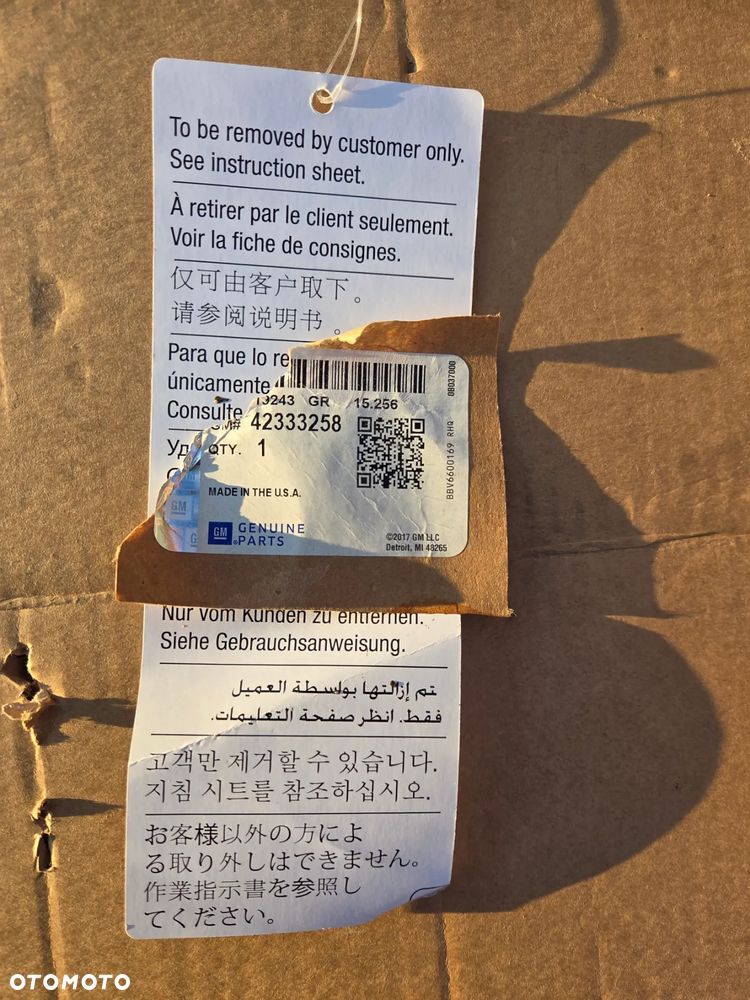 To be removed by customer only.
See instruction sheet.
À retirer par le client seulement.
Voir la fiche de consignes.
仅可由客户取下。
请参阅说明书。
Para que lo re
únicamente
Consulte
Уд
13243 GR 15.256
GM# 42333258
QTY. 1
MADE IN THE U.S.A.
GM GENUINE
PARTS
©2017 GM LLC
Detroit, MI 48265
0B037000
BBV6600169 RHQ
GM
Nur vom Kunden zu entfernen.
Siehe Gebrauchsanweisung.
تم إزالتها بواسطة العميل
فقط. انظر صفحة التعليمات.
고객만 제거할 수 있습니다.
지침 시트를 참조하십시오.
お客様以外の方によ
る取り外しはできません。
作業指示書を参照し
てください。
OTOMOTO